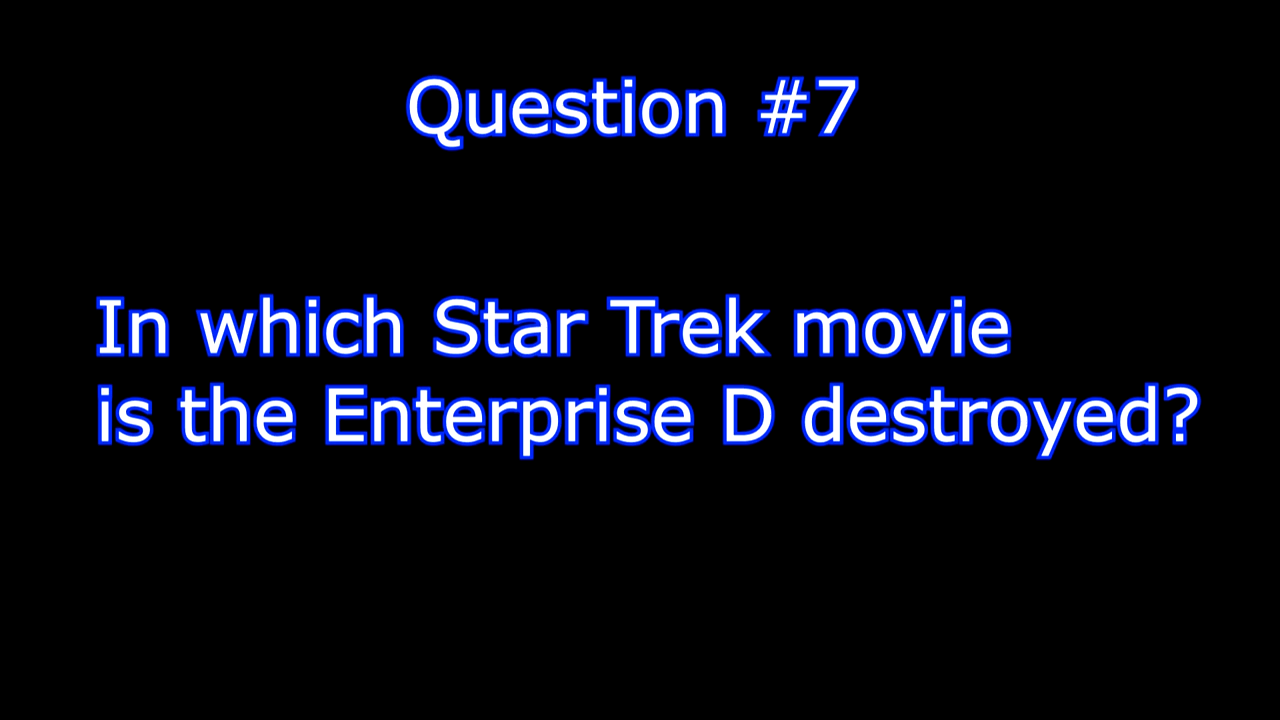 Question #7
In which Star Trek movie
is the Enterprise D destroyed?